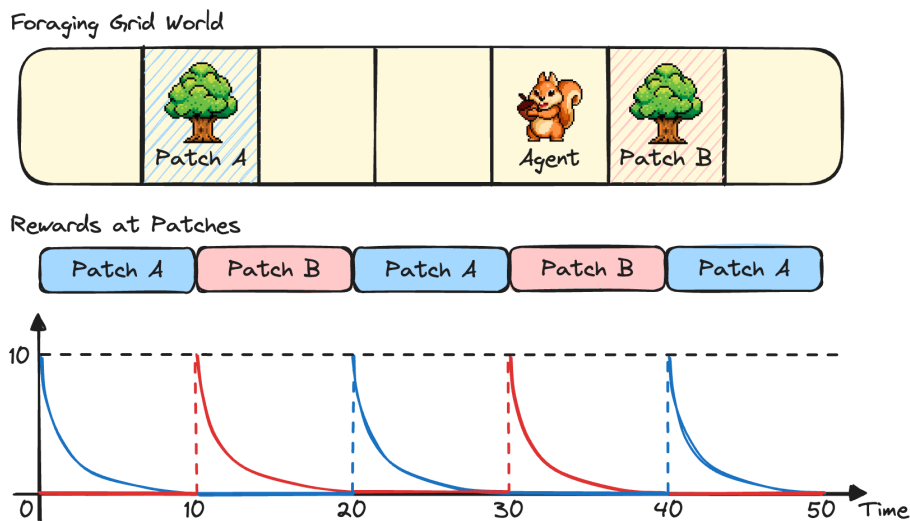 Foraging Grid World
Patch A
Agent
Patch B
Rewards at Patches
Patch A Patch B Patch A Patch B Patch A
10
0 10 20 30 40 50 Time